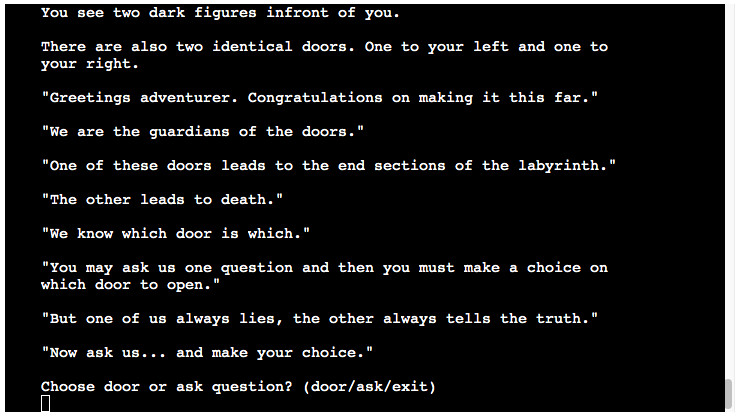 You see two dark figures infront of you.
There are also two identical doors. One to your left and one to
your right.
"Greetings adventurer. Congratulations on making it this far."
"We are the guardians of the doors."
"One of these doors leads to the end sections of the labyrinth."
"The other leads to death."
"We know which door is which."
"You may ask us one question and then you must make a choice on
which door to open."
"But one of us always lies, the other always tells the truth."
"Now ask us... and make your choice."
Choose door or ask question? (door/ask/exit)